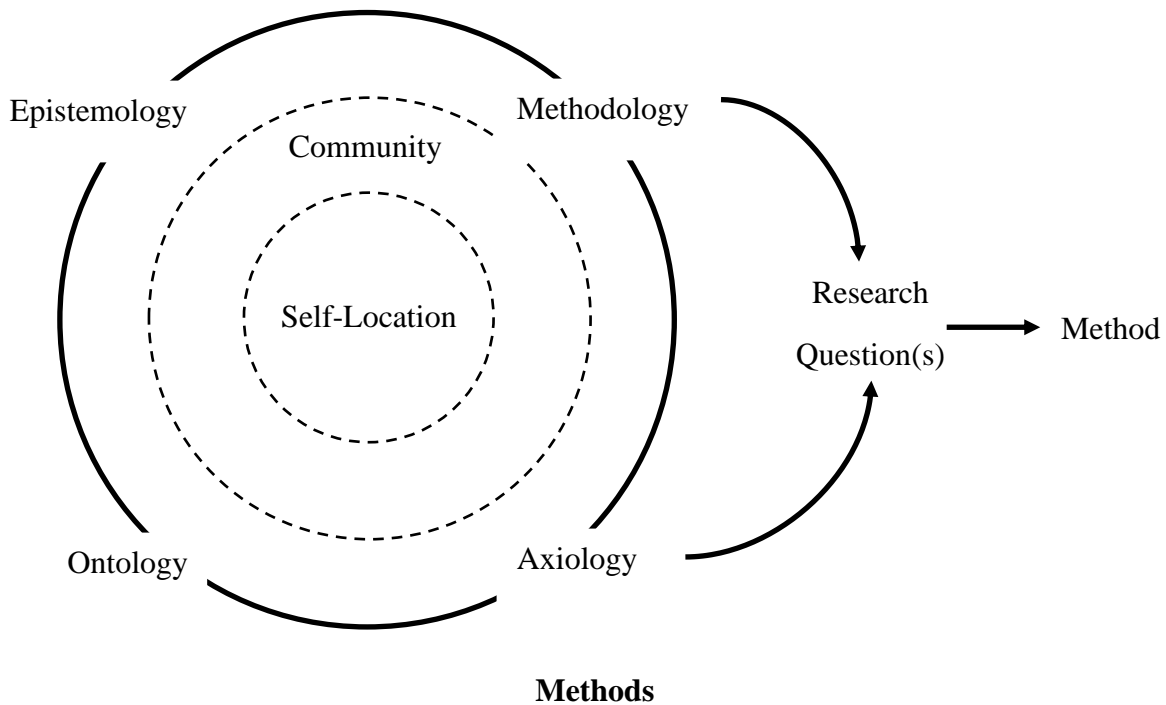 Epistemology
Methodology
Community
Self-Location
Research
Question(s)
Method
Ontology
Axiology
Methods